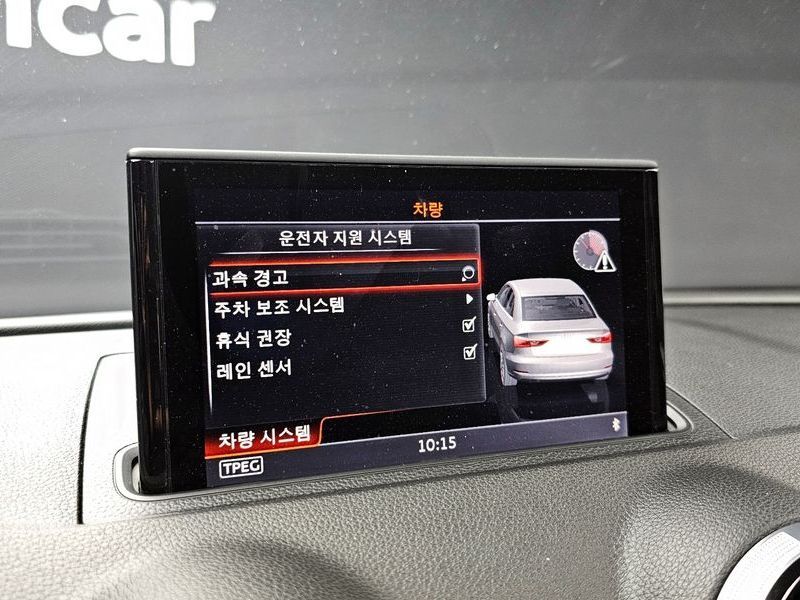 car
차량
운전자 지원 시스템
과속 경고
주차 보조 시스템
휴식 권장
레인 센서
차량 시스템
10:15
TPEG